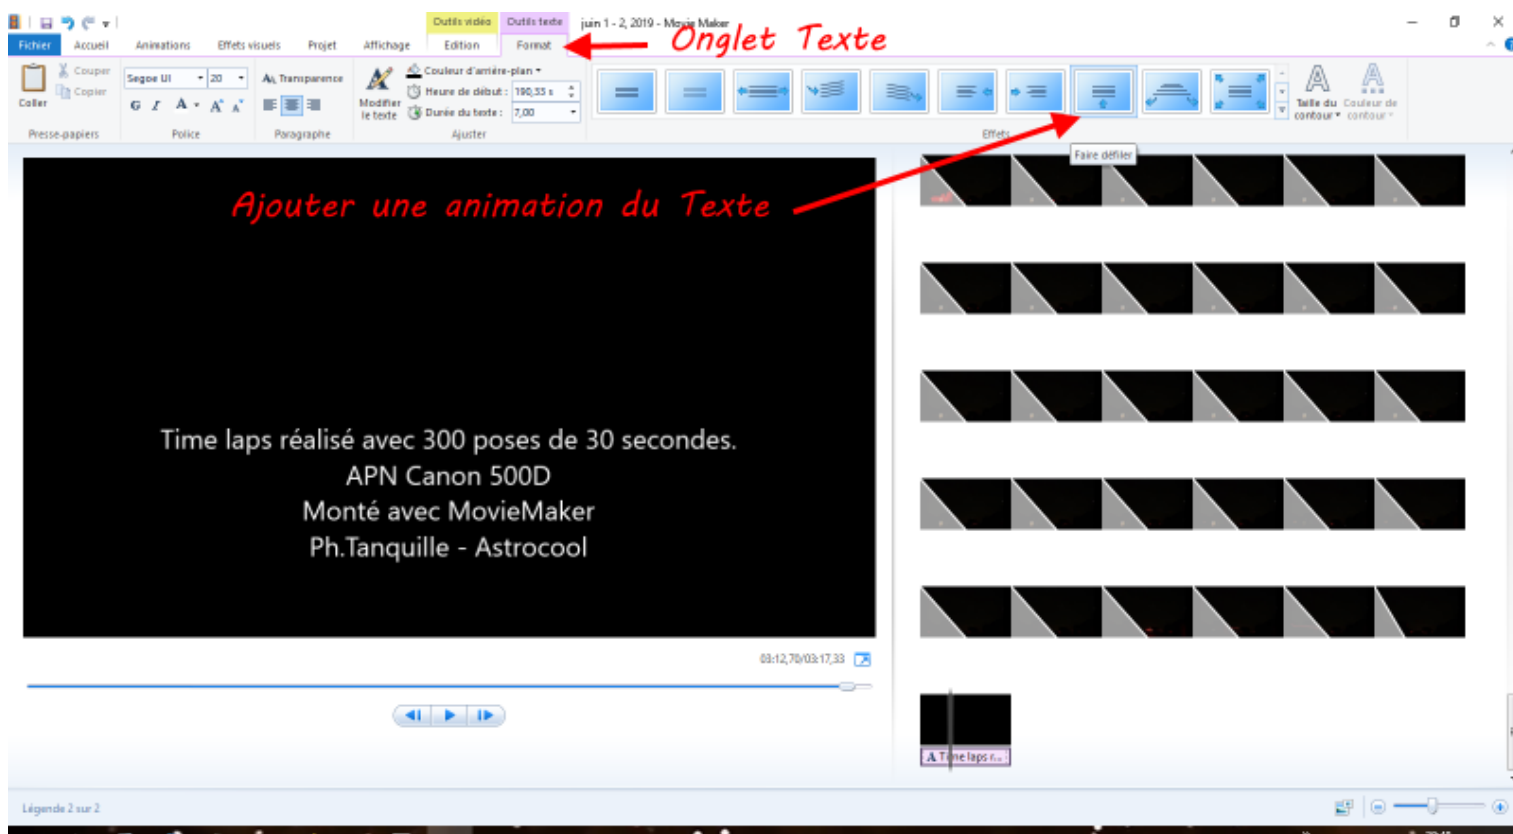 Outils vidéo Outils texte juin 1 - 2, 2019 - Movie Maker
Onglet Texte
Fichier Accueil Animations Effets visuels Projet Affichage Edition Format
Coller
Couper
Copier
Presse-papiers
Segoe UI 20
G I A A A
Police
Transparence
Paragraphe
Modifier
le texte
Couleur d'arrière-plan
Heure de début : 190,33 s
Durée du texte : 7,00
Ajuster
Effets
Taille du
contour
Couleur de
contour
Faire défiler
Ajouter une animation du Texte
Time laps réalisé avec 300 poses de 30 secondes.
APN Canon 500D
Monté avec MovieMaker
Ph.Tanquille - Astrocool
03:12,70/03:17,33
A Time laps r...
Légende 2 sur 2